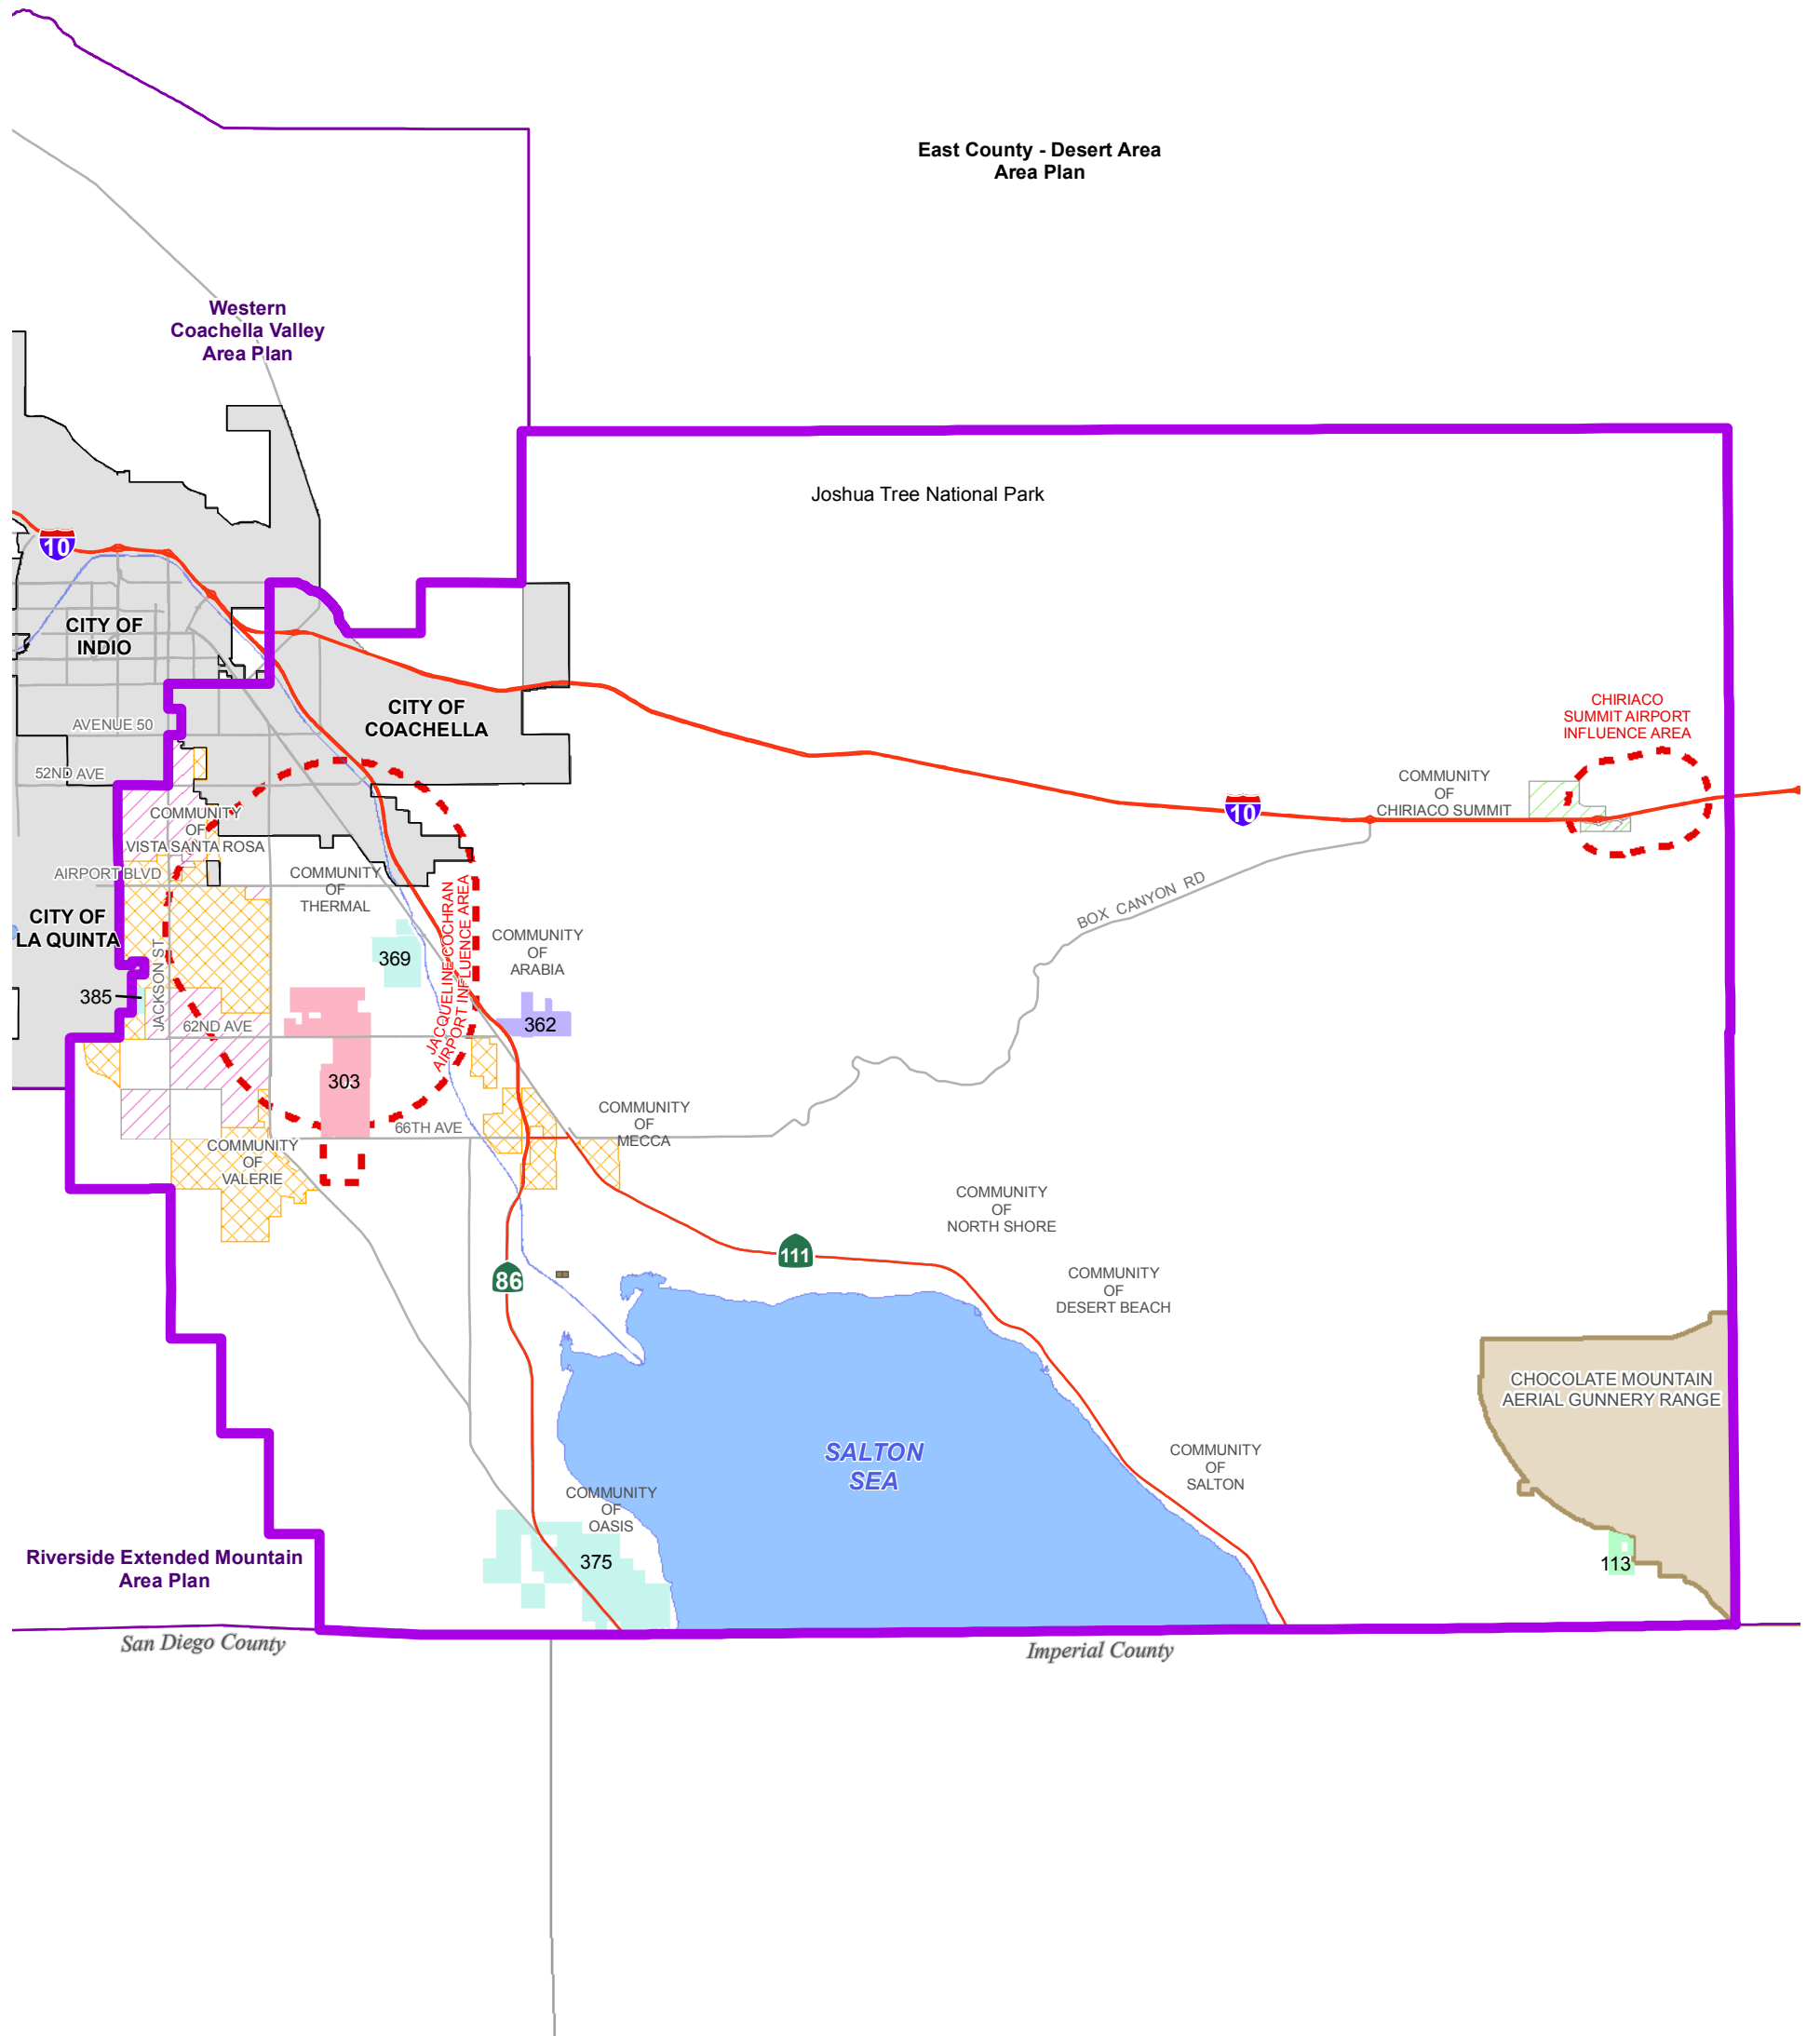 East County - Desert Area
Area Plan
Western
Coachella Valley
Area Plan
Joshua Tree National Park
10
CITY OF
INDIO
CITY OF
COACHELLA
AVENUE 50
52ND AVE
CHIRIACO
SUMMIT AIRPORT
INFLUENCE AREA
COMMUNITY
OF
CHIRIACO SUMMIT
10
COMMUNITY
OF
VISTA SANTA ROSA
AIRPORT BLVD
COMMUNITY
OF
THERMAL
BOX CANYON RD
CITY OF
LA QUINTA
JACKSON ST
369
JACQUELINE COCHRAN
AIRPORT INFLUENCE AREA
COMMUNITY
OF
ARABIA
385
62ND AVE
362
303
66TH AVE
COMMUNITY
OF
MECCA
COMMUNITY
OF
VALERIE
COMMUNITY
OF
NORTH SHORE
111
86
COMMUNITY
OF
DESERT BEACH
CHOCOLATE MOUNTAIN
AERIAL GUNNERY RANGE
SALTON
SEA
COMMUNITY
OF
SALTON
COMMUNITY
OF
OASIS
375
113
Riverside Extended Mountain
Area Plan
San Diego County
Imperial County